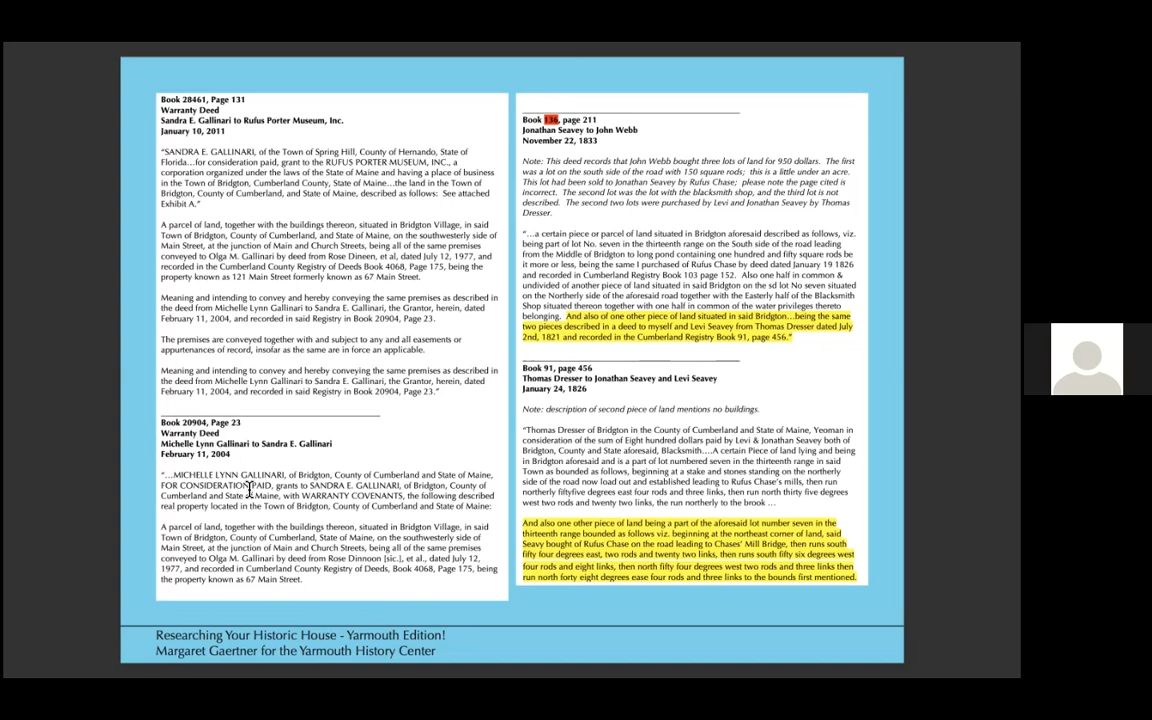 Book 28461, Page 131
Warranty Deed
Sandra E. Gallinari to Rufus Porter Museum, Inc.
January 10, 2011
"SANDRA E. GALLINARI, of the Town of Spring Hill, County of Hernando, State of
Florida...for consideration paid, grant to the RUFUS PORTER MUSEUM, INC., a
corporation organized under the laws of the State of Maine and having a place of business
in the Town of Bridgton, Cumberland County, State of Maine...the land in the Town of
Bridgton, County of Cumberland, and State of Maine, described as follows: See attached
Exhibit A."
A parcel of land, together with the buildings thereon, situated in Bridgton Village, in said
Town of Bridgton, County of Cumberland, and State of Maine, on the southwesterly side of
Main Street, at the junction of Main and Church Streets, being all of the same premises
conveyed to Olga M. Gallinari by deed from Rose Dineen, et al, dated July 12, 1977, and
recorded in the Cumberland County Registry of Deeds Book 4068, Page 175, being the
property known as 121 Main Street formerly known as 67 Main Street.
Meaning and intending to convey and hereby conveying the same premises as described in
the deed from Michelle Lynn Gallinari to Sandra E. Gallinari, the Grantor, herein, dated
February 11, 2004, and recorded in said Registry in Book 20904, Page 23.
The premises are conveyed together with and subject to any and all easements or
appurtenances of record, insofar as the same are in force an applicable.
Meaning and intending to convey and hereby conveying the same premises as described in
the deed from Michelle Lynn Gallinari to Sandra E. Gallinari, the Grantor, herein, dated
February 11, 2004, and recorded in said Registry in Book 20904, Page 23."
Book 20904, Page 23
Warranty Deed
Michelle Lynn Gallinari to Sandra E. Gallinari
February 11, 2004
"...MICHELLE LYNN GALLINARI, of Bridgton, County of Cumberland and State of Maine,
FOR CONSIDERATION PAID, grants to SANDRA E. GALLINARI, of Bridgton, County of
Cumberland and State of Maine, with WARRANTY COVENANTS, the following described
real property located in the Town of Bridgton, County of Cumberland and State of Maine:
A parcel of land, together with the buildings thereon, situated in Bridgton Village, in said
Town of Bridgton, County of Cumberland, and State of Maine, on the southwesterly side of
Main Street, at the junction of Main and Church Streets, being all of the same premises
conveyed to Olga M. Gallinari by deed from Rose Dinnoon [sic.], et al., dated July 12,
1977, and recorded in the Cumberland County Registry of Deeds, Book 4068, Page 175, being
the property known as 67 Main Street.
Book 136, page 211
Jonathan Seavey to John Webb
November 22, 1833
Note: This deed records that John Webb bought three lots of land for 950 dollars. The first
was a lot on the south side of the road with 150 square rods; this is a little under an acre.
This lot had been sold to Jonathan Seavey by Rufus Chase; please note the page cited is
incorrect. The second was the lot with the blacksmith shop, and the third lot is not
described. The second two lots were purchased by Levi and Jonathan Seavey by Thomas
Dresser.
"...a certain piece or parcel of land situated in Bridgton aforesaid described as follows, viz.
being part of lot No. seven in the thirteenth range on the South side of the road leading
from the Middle of Bridgton to long pond containing one hundred and fifty square rods be
it more or less, being the same I purchased of Rufus Chase by deed dated January 19 1826
and recorded in Cumberland Registry Book 103 page 152. Also one half in common &
undivided of another piece of land situated in said Bridgton on the sd lot No seven situated
on the Northerly side of the aforesaid road together with the Easterly half of the Blacksmith
Shop situated thereon together with one half in common of the water privileges thereto
belonging. And also of one other piece of land situated in said Bridgton...being the same
two pieces described in a deed to myself and Levi Seavey from Thomas Dresser dated July
2nd, 1821 and recorded in the Cumberland Registry Book 91, page 456."
Book 91, page 456
Thomas Dresser to Jonathan Seavey and Levi Seavey
January 24, 1826
Note: description of second piece of land mentions no buildings.
"Thomas Dresser of Bridgton in the County of Cumberland and State of Maine, Yeoman in
consideration of the sum of Eight hundred dollars paid by Levi & Jonathan Seavey both of
Bridgton, County and State aforesaid, Blacksmith....A certain Piece of land lying and being
in Bridgton aforesaid and is a part of lot numbered seven in the thirteenth range in said
Town as bounded as follows, beginning at a stake and stones standing on the northerly
side of the road now load out and established leading to Rufus Chase's mills, then run
northerly fiftyfive degrees east four rods and three links, then run north thirty five degrees
west two rods and twenty two links, the run northerly to the brook ...
And also one other piece of land being a part of the aforesaid lot number seven in the
thirteenth range bounded as follows viz. beginning at the northeast corner of land, said
Seavy bought of Rufus Chase on the road leading to Chases' Mill Bridge, then runs south
fifty four degrees east, two rods and twenty two links, then runs south fifty six degrees west
four rods and eight links, then north fifty four degrees west two rods and three links then
run north forty eight degrees ease four rods and three links to the bounds first mentioned.
Researching Your Historic House - Yarmouth Edition!
Margaret Gaertner for the Yarmouth History Center